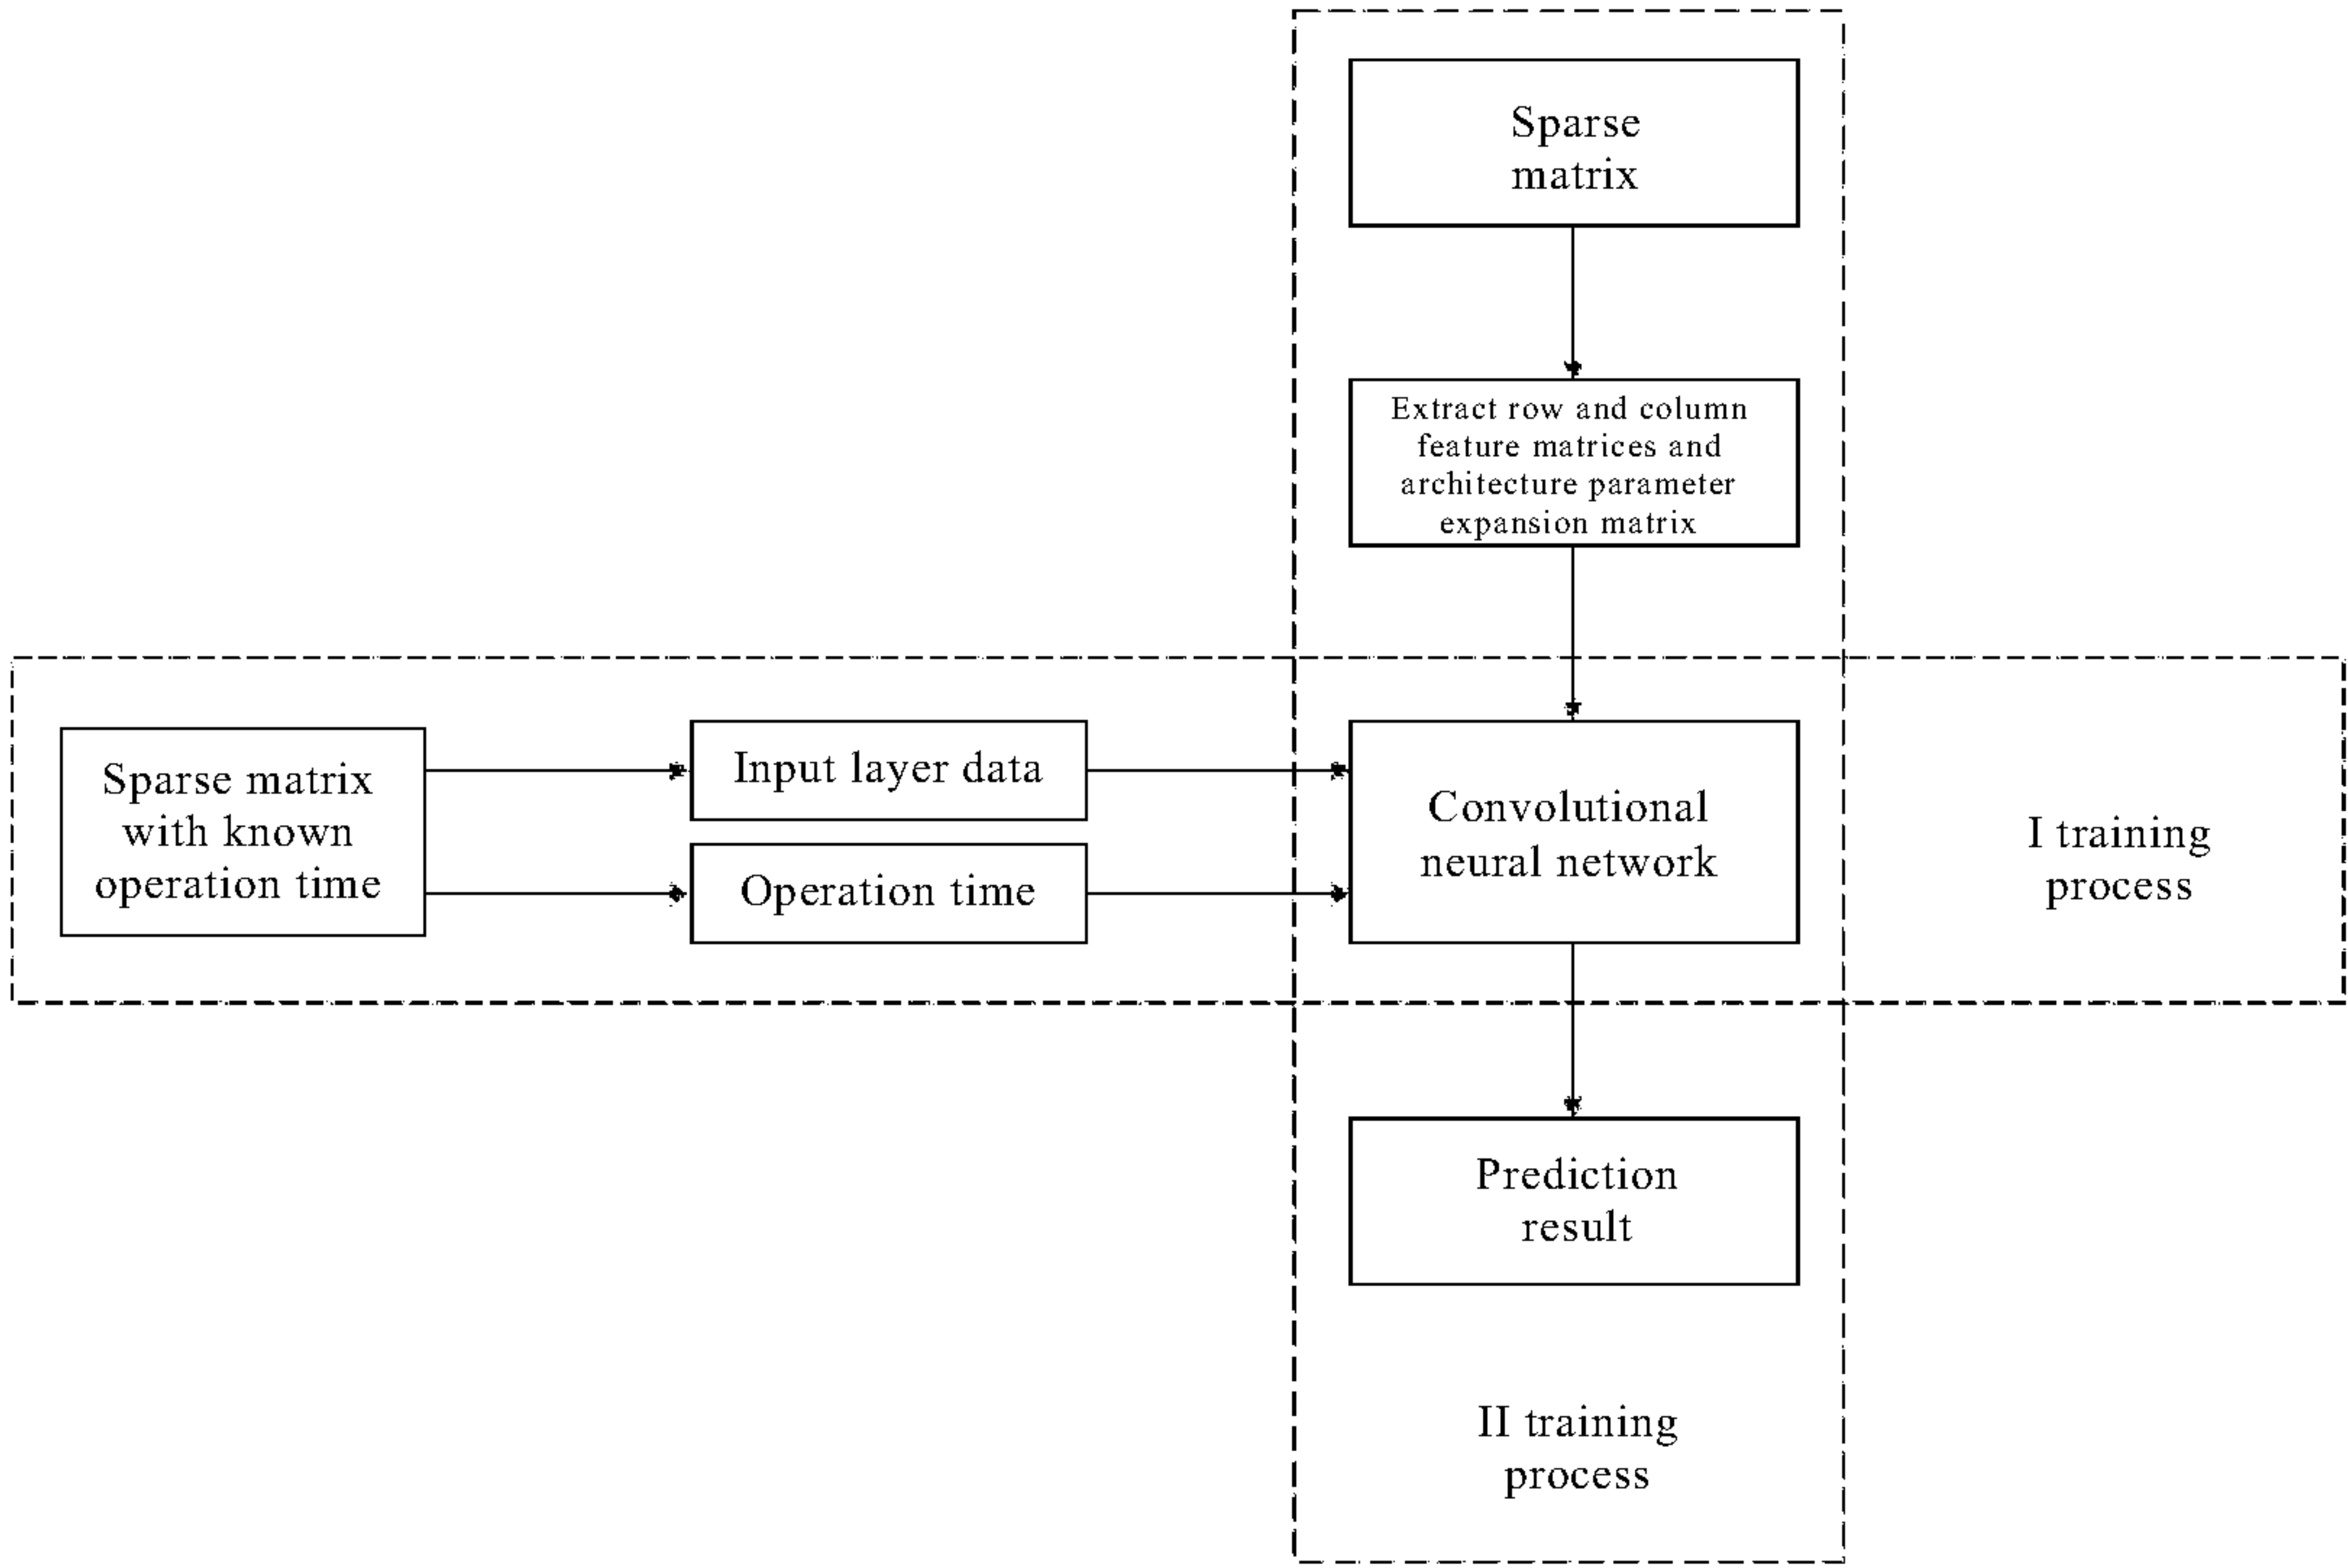 Sparse
matrix
Extract row and column
feature matrices and
architecture parameter
expansion matrix
Sparse matrix
with known
operation time
Input layer data
Operation time
Convolutional
neural network
I training
process
Prediction
result
II training
process